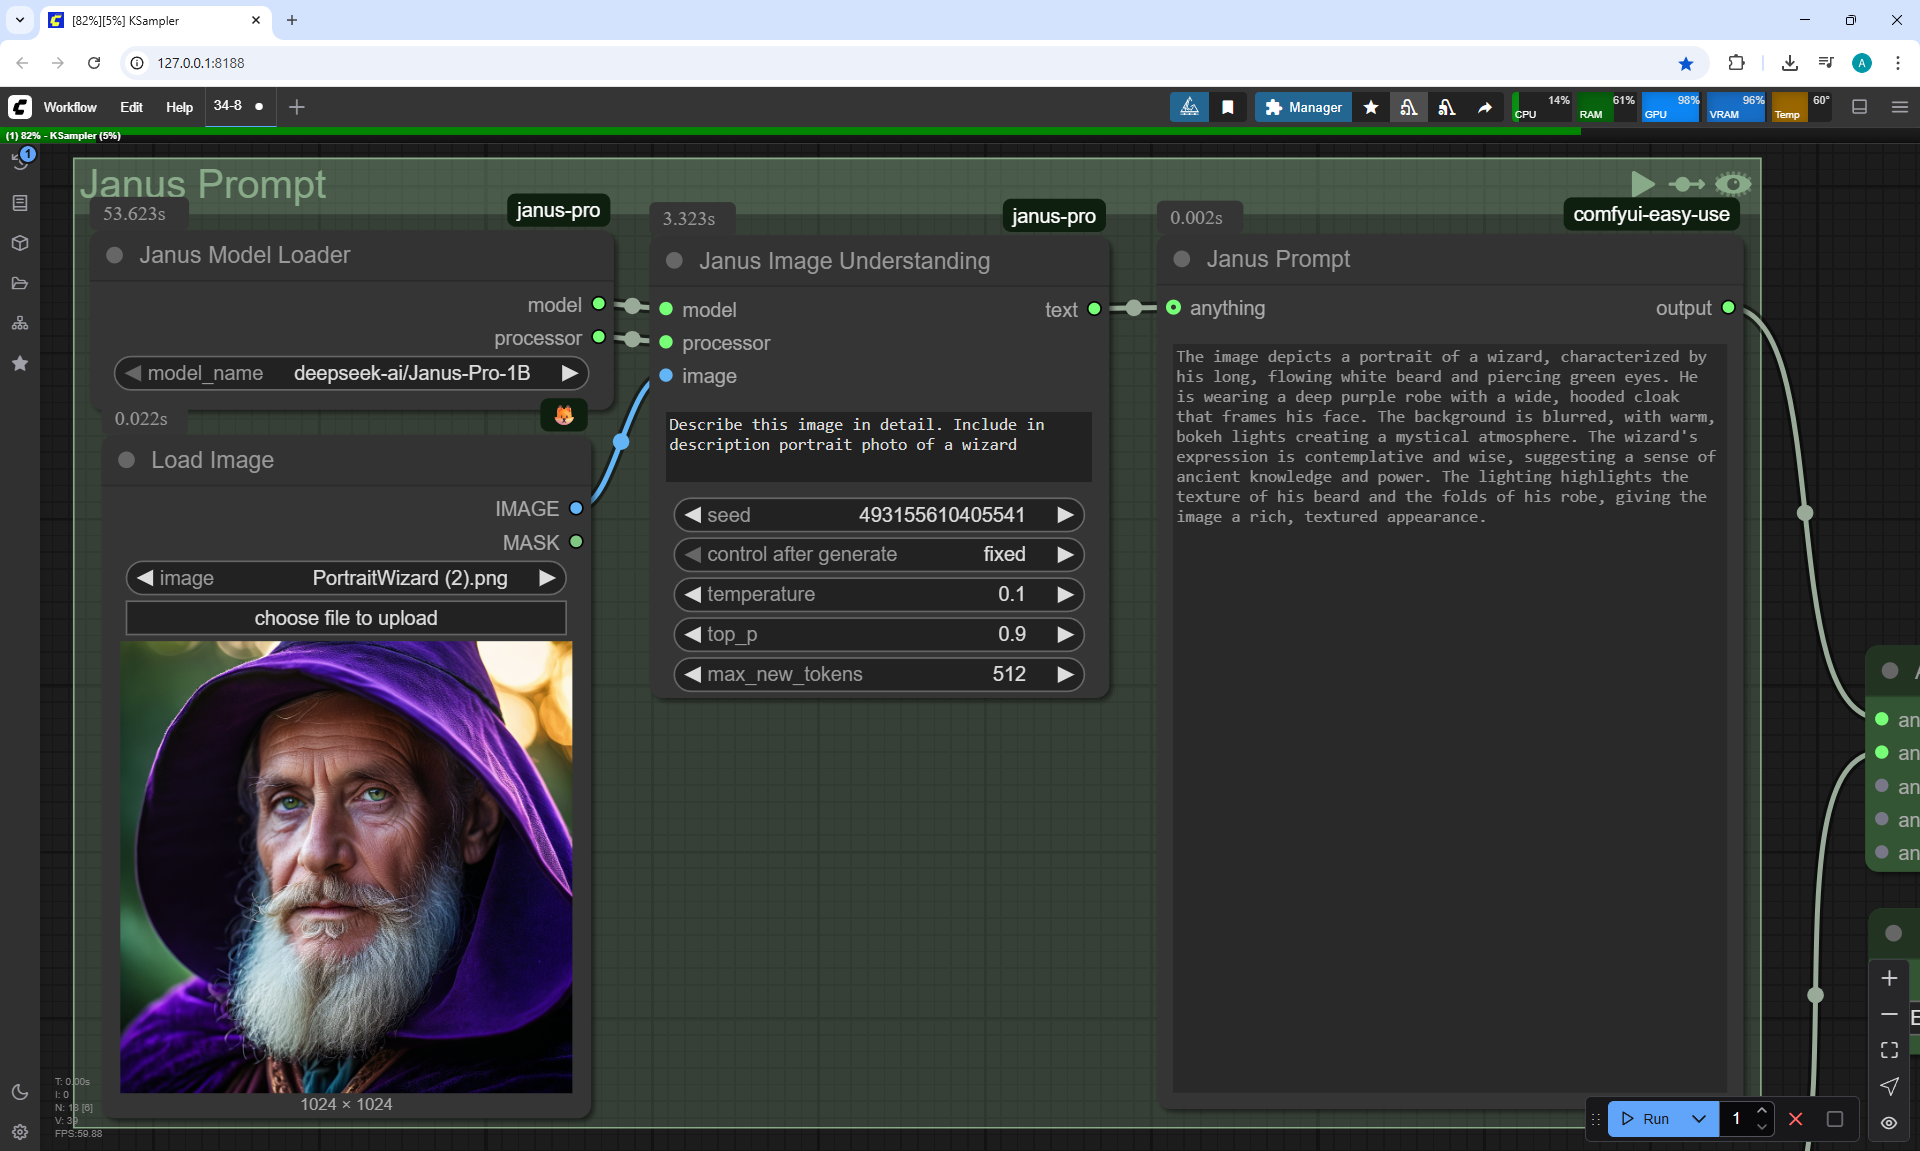 [82%][5%] KSampler
127.0.0.1:8188
A
Workflow
Edit
Help
34-8
Manager
14%
CPU
61%
RAM
98%
GPU
96%
VRAM
60°
Temp
(1) 82% - KSampler (5%)
1
Janus Prompt
53.623s
janus-pro
Janus Model Loader
model
processor
model_name
deepseek-ai/Janus-Pro-1B
0.022s
Load Image
IMAGE
MASK
image
PortraitWizard (2).png
choose file to upload
1024 × 1024
3.323s
janus-pro
Janus Image Understanding
model
text
processor
image
Describe this image in detail. Include in
description portrait photo of a wizard
seed
493155610405541
control after generate
fixed
temperature
0.1
top_p
0.9
max_new_tokens
512
0.002s
comfyui-easy-use
Janus Prompt
anything
output
The image depicts a portrait of a wizard, characterized by
his long, flowing white beard and piercing green eyes. He
is wearing a deep purple robe with a wide, hooded cloak
that frames his face. The background is blurred, with warm,
bokeh lights creating a mystical atmosphere. The wizard's
expression is contemplative and wise, suggesting a sense of
ancient knowledge and power. The lighting highlights the
texture of his beard and the folds of his robe, giving the
image a rich, textured appearance.
an
an
an
an
an
T: 0.00s
I: 0
FPS:59.88
Run
1